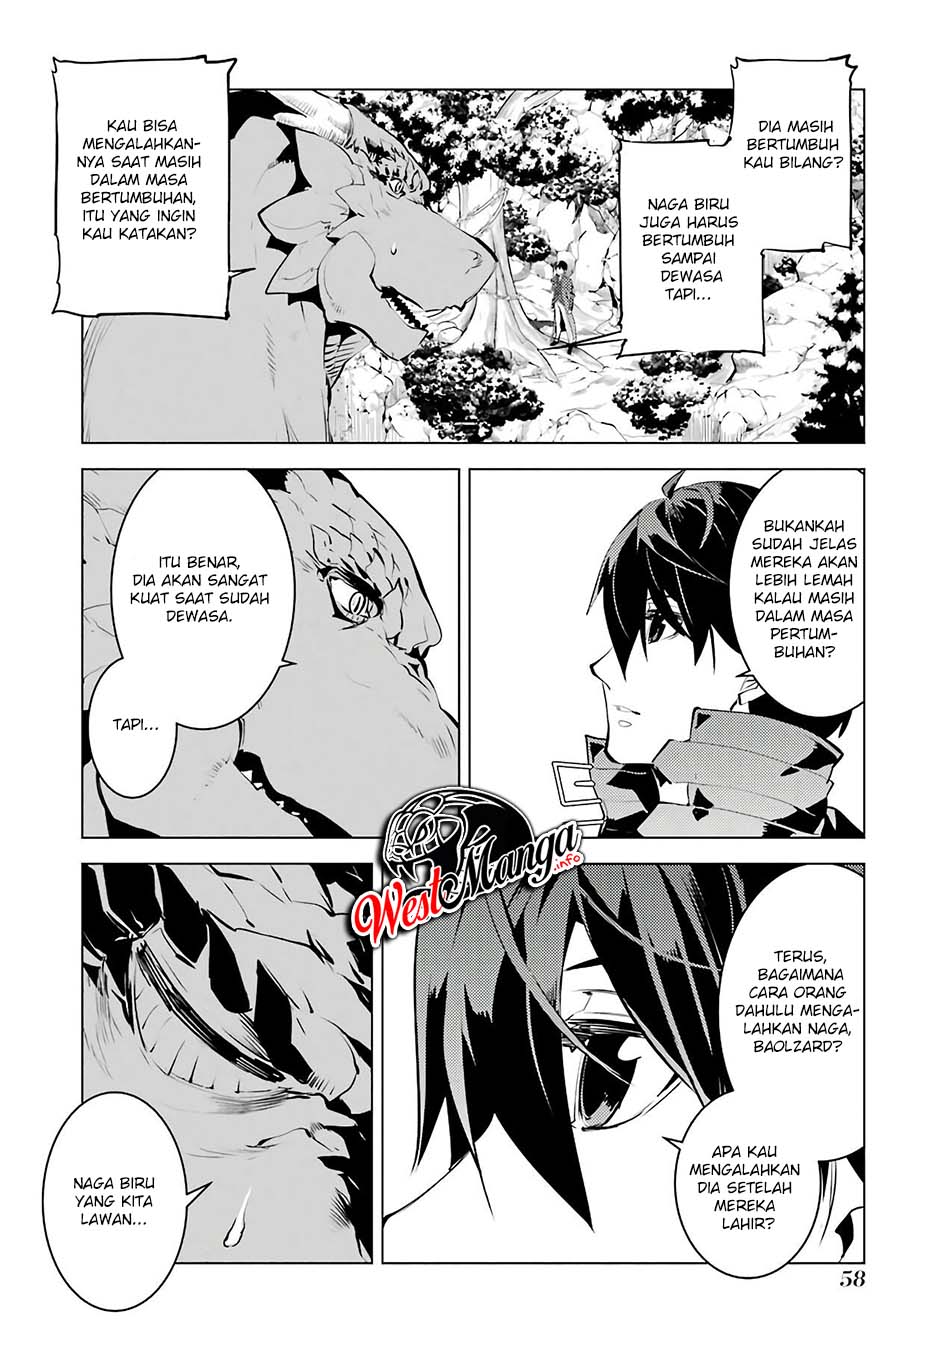 DIA MASIH
BERTUMBUH
KAU BILANG?
NAGA BIRU
JUGA HARUS
BERTUMBUH
SAMPAI
DEWASA
TAPI...
KAU BISA
MENGALAHKAN-
NYA SAAT MASIH
DALAM MASA
BERTUMBUHAN,
ITU YANG INGIN
KAU KATAKAN?
BUKANKAH
SUDAH JELAS
MEREKA AKAN
LEBIH LEMAH
KALAU MASIH
DALAM MASA
PERTUM-
BUHAN?
ITU BENAR,
DIA AKAN SANGAT
KUAT SAAT SUDAH
DEWASA.
TAPI...
WestManga
.info
TERUS,
BAGAIMANA
CARA ORANG
DAHULU MENGA-
LAHKAN NAGA,
BAOLZARD?
APA KAU
MENGALAHKAN
DIA SETELAH
MEREKA
LAHIR?
NAGA BIRU
YANG KITA
LAWAN...
58